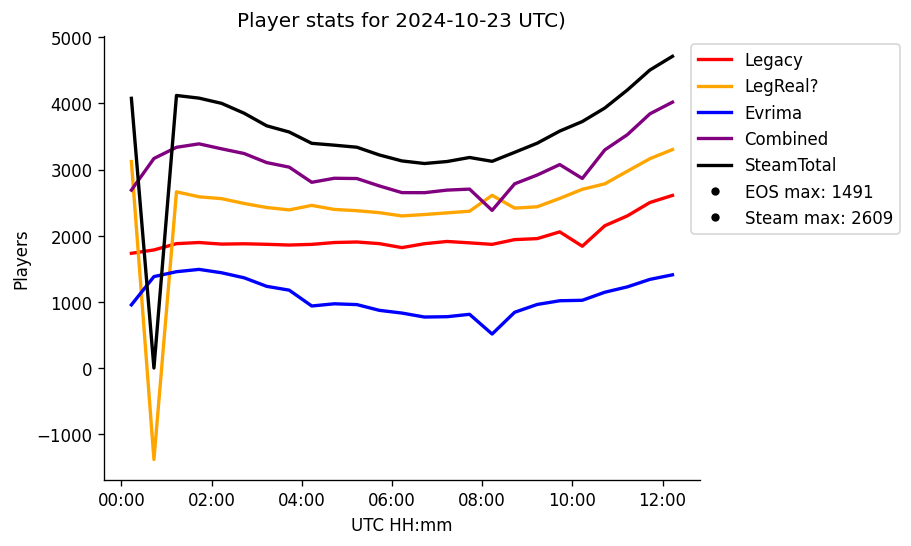 Player stats for 2024-10-23 UTC)
5000
4000
3000
2000
1000
0
−1000
Players
00:00 02:00 04:00 06:00 08:00 10:00 12:00
UTC HH:mm
Legacy
LegReal?
Evrima
Combined
SteamTotal
EOS max: 1491
Steam max: 2609